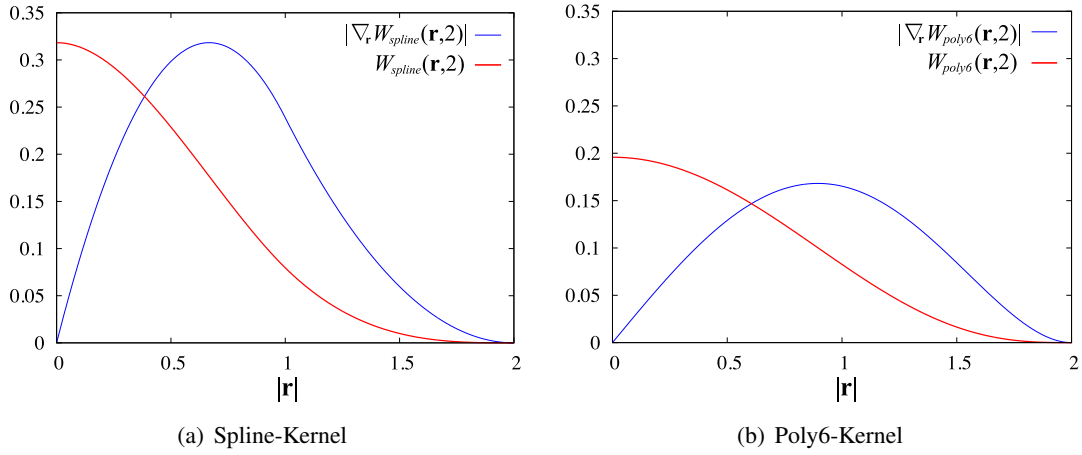 0.35
0.3
0.25
0.2
0.15
0.1
0.05
0
0 0.5 1 1.5 2
|∇rWspline(r,2)|
Wspline(r,2)
|r|
(a) Spline-Kernel
0.35
0.3
0.25
0.2
0.15
0.1
0.05
0
0 0.5 1 1.5 2
|∇rWpoly6(r,2)|
Wpoly6(r,2)
|r|
(b) Poly6-Kernel